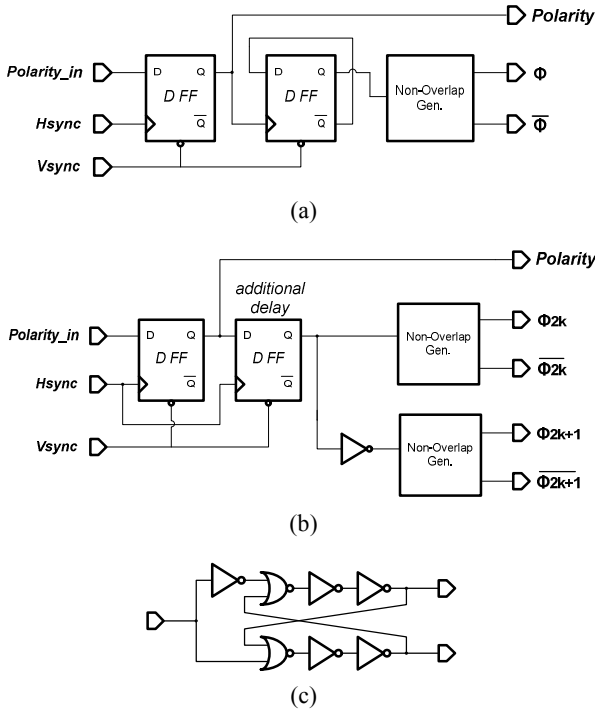 Polarity
Polarity_in
D Q
D Q
D FF
D FF
Non-Overlap
Gen.
Φ
Hsync
Q̅
Q̅
Φ̅
Vsync
(a)
Polarity
additional
delay
Polarity_in
D Q
D Q
D FF
D FF
Non-Overlap
Gen.
Φ2k
Hsync
Q̅
Q̅
Φ2k̅
Vsync
Non-Overlap
Gen.
Φ2k+1
Φ2k+1̅
(b)
(c)